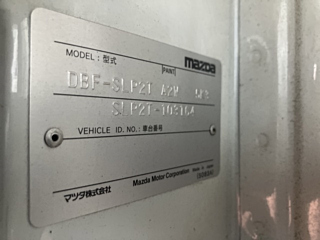 mazda
MODEL: 型式
PAINT
DBF-SLP2T
SLP2T-
VEHICLE ID. NO.: 車台番号
マツダ株式会社
Mazda Motor Corporation